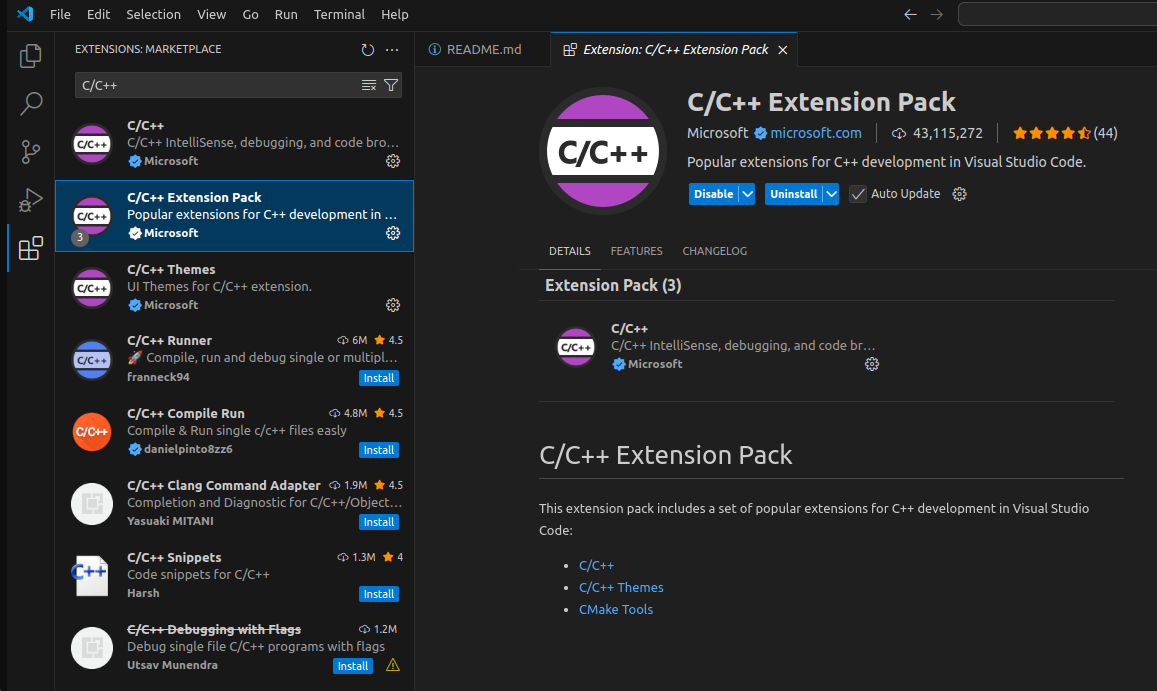 File Edit Selection View Go Run Terminal Help
EXTENSIONS: MARKETPLACE
C/C++
C/C++
C/C++
C/C++ IntelliSense, debugging, and code bro...
Microsoft
C/C++
3
C/C++ Extension Pack
Popular extensions for C++ development in ...
Microsoft
C/C++
C/C++ Themes
UI Themes for C/C++ extension.
Microsoft
C/C++
C/C++ Runner 6M 4.5
🚀 Compile, run and debug single or multipl...
franneck94 Install
C/C++
C/C++ Compile Run 4.8M 4.5
Compile & Run single c/c++ files easly
danielpinto8zz6 Install
C/C++ Clang Command Adapter 1.9M 4.5
Completion and Diagnostic for C/C++/Object...
Yasuaki MITANI Install
C++
C/C++ Snippets 1.3M 4
Code snippets for C/C++
Harsh Install
C/C++ Debugging with Flags 1.2M
Debug single file C/C++ programs with flags
Utsav Munendra Install
README.md Extension: C/C++ Extension Pack
C/C++
C/C++ Extension Pack
Microsoft microsoft.com 43,115,272 (44)
Popular extensions for C++ development in Visual Studio Code.
Disable Uninstall Auto Update
DETAILS FEATURES CHANGELOG
Extension Pack (3)
C/C++
C/C++
C/C++ IntelliSense, debugging, and code br...
Microsoft
C/C++ Extension Pack
This extension pack includes a set of popular extensions for C++ development in Visual Studio
Code:
• C/C++
• C/C++ Themes
• CMake Tools